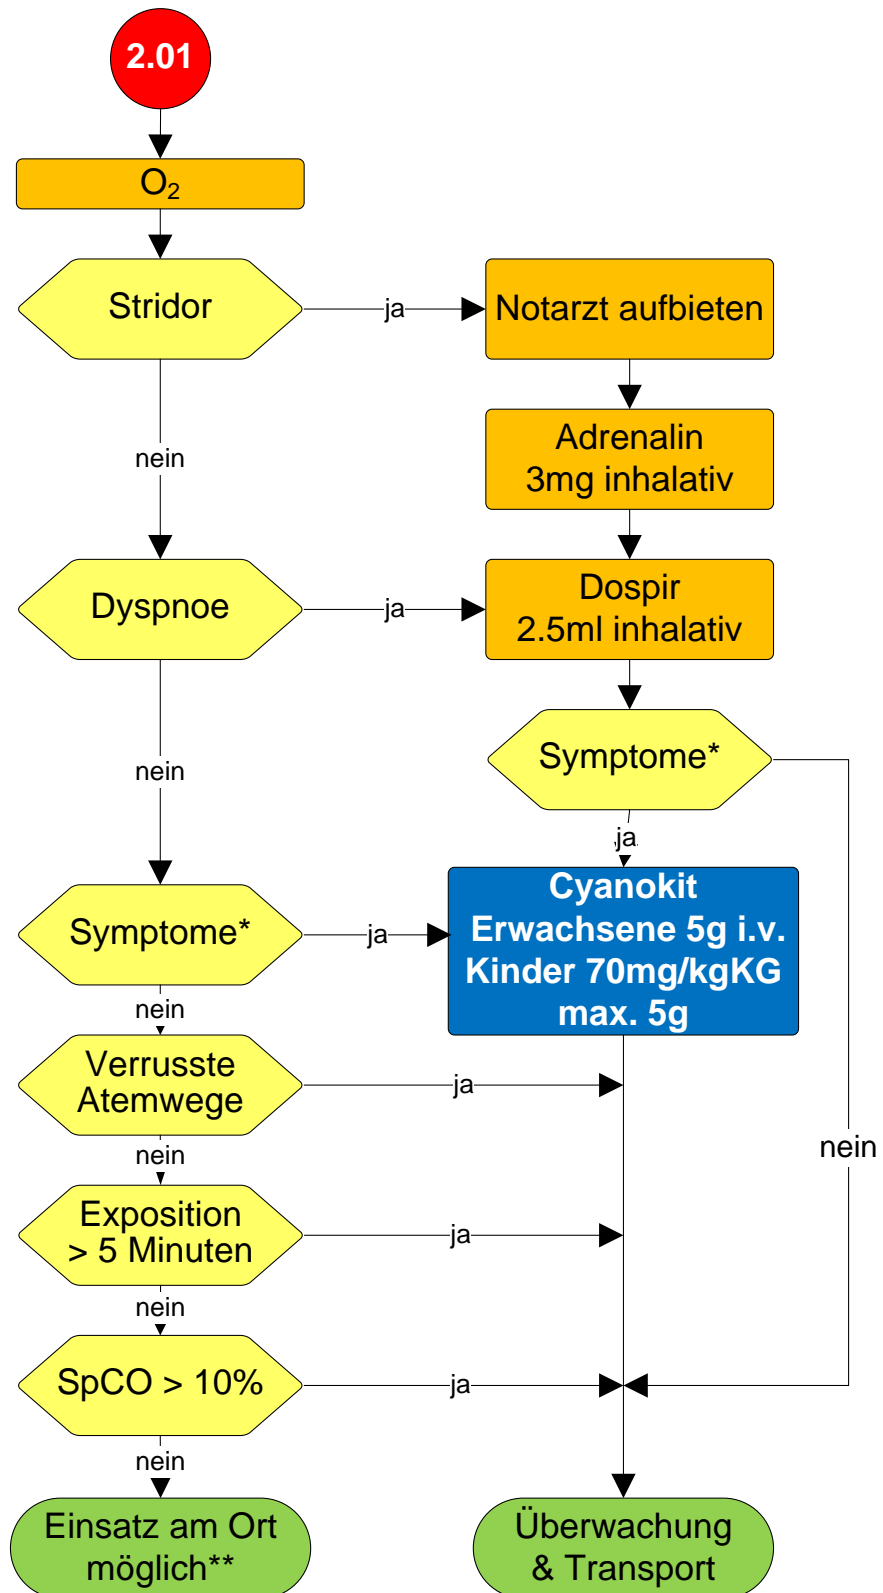 2.01
O₂
Stridor
ja
Notarzt aufbieten
nein
Adrenalin
3mg inhalativ
Dyspnoe
ja
Dospir
2.5ml inhalativ
nein
Symptome*
ja
nein
Symptome*
ja
Cyanokit
Erwachsene 5g i.v.
Kinder 70mg/kgKG
max. 5g
nein
Verrusste
Atemwege
ja
nein
Exposition
> 5 Minuten
ja
nein
SpCO > 10%
ja
nein
Einsatz am Ort
möglich**
Überwachung
& Transport